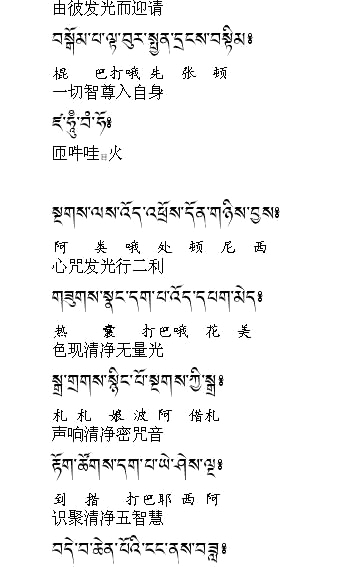 由彼发光而迎请
བསྒོམ་པ་ལྟ་བུར་སྤྱན་དྲངས་བསྟིམ༔
棍 巴打哦 先 张 顿
一切智尊入自身
ཛ་ཧཱུྃ་བཾ་ཧོ༔
匝吽哇火
སྔགས་ལས་འོད་འཕྲོས་དོན་གཉིས་བྱས༔
阿 类 哦 处 顿 尼 西
心咒发光行二利
གཟུགས་སྣང་དག་པ་འོད་དཔག་མེད༔
热 囊 打巴哦 花 美
色现清净无量光
སྒྲ་གྲགས་སྙིང་པོ་སྔགས་ཀྱི་སྒྲ༔
札 札 娘 波 阿 偕札
声响清净密咒音
རྟོག་ཚོགས་དག་པ་ཡེ་ཤེས་ལྔ༔
到 措 打巴耶 西 阿
识聚清净五智慧
བདེ་བ་ཆེན་པོའི་ངང་ནས་བཟླ༔